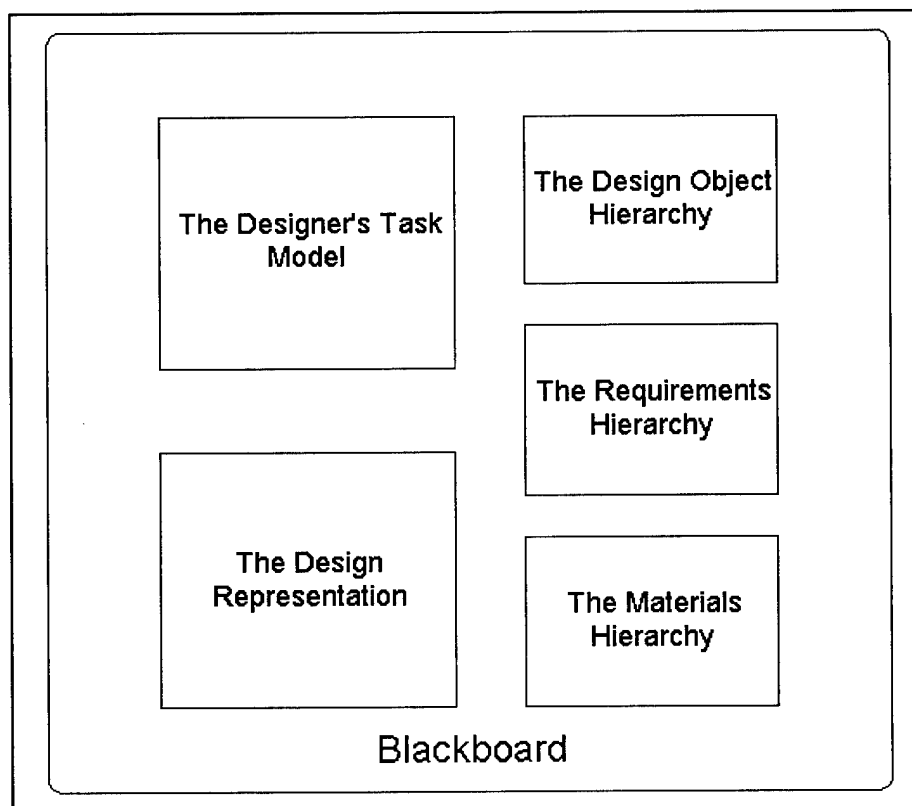 The Designer's Task
Model
The Design Object
Hierarchy
The Requirements
Hierarchy
The Design
Representation
The Materials
Hierarchy
Blackboard